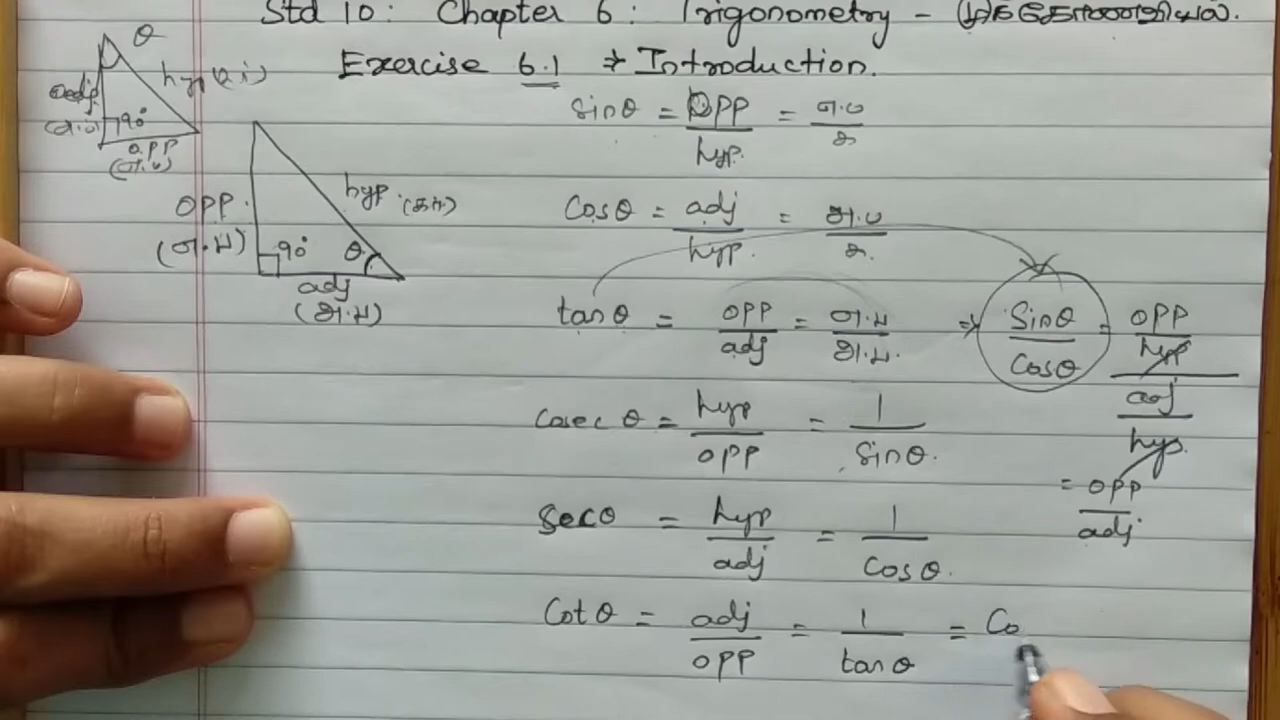 Std 10: Chapter 6: Trigonometry -
Exercise 6.1 → Introduction.
θ
hyp
adj
90°
opp
(எ.ப)
opp.
(எ.ப)
hyp.
90° θ
adj
(அ.ப)
sinθ = opp/hyp. = எ.ப/க
Cosθ = adj/hyp. = அ.ப/க.
tanθ = opp/adj = எ.ப/அ.ப. ⇒ Sinθ/Cosθ = opp/hyp/adj/hyp.
= opp/adj
Cosec θ = hyp/opp = 1/sinθ.
Secθ = hyp/adj = 1/Cosθ.
Cotθ = adj/opp = 1/tanθ = Co